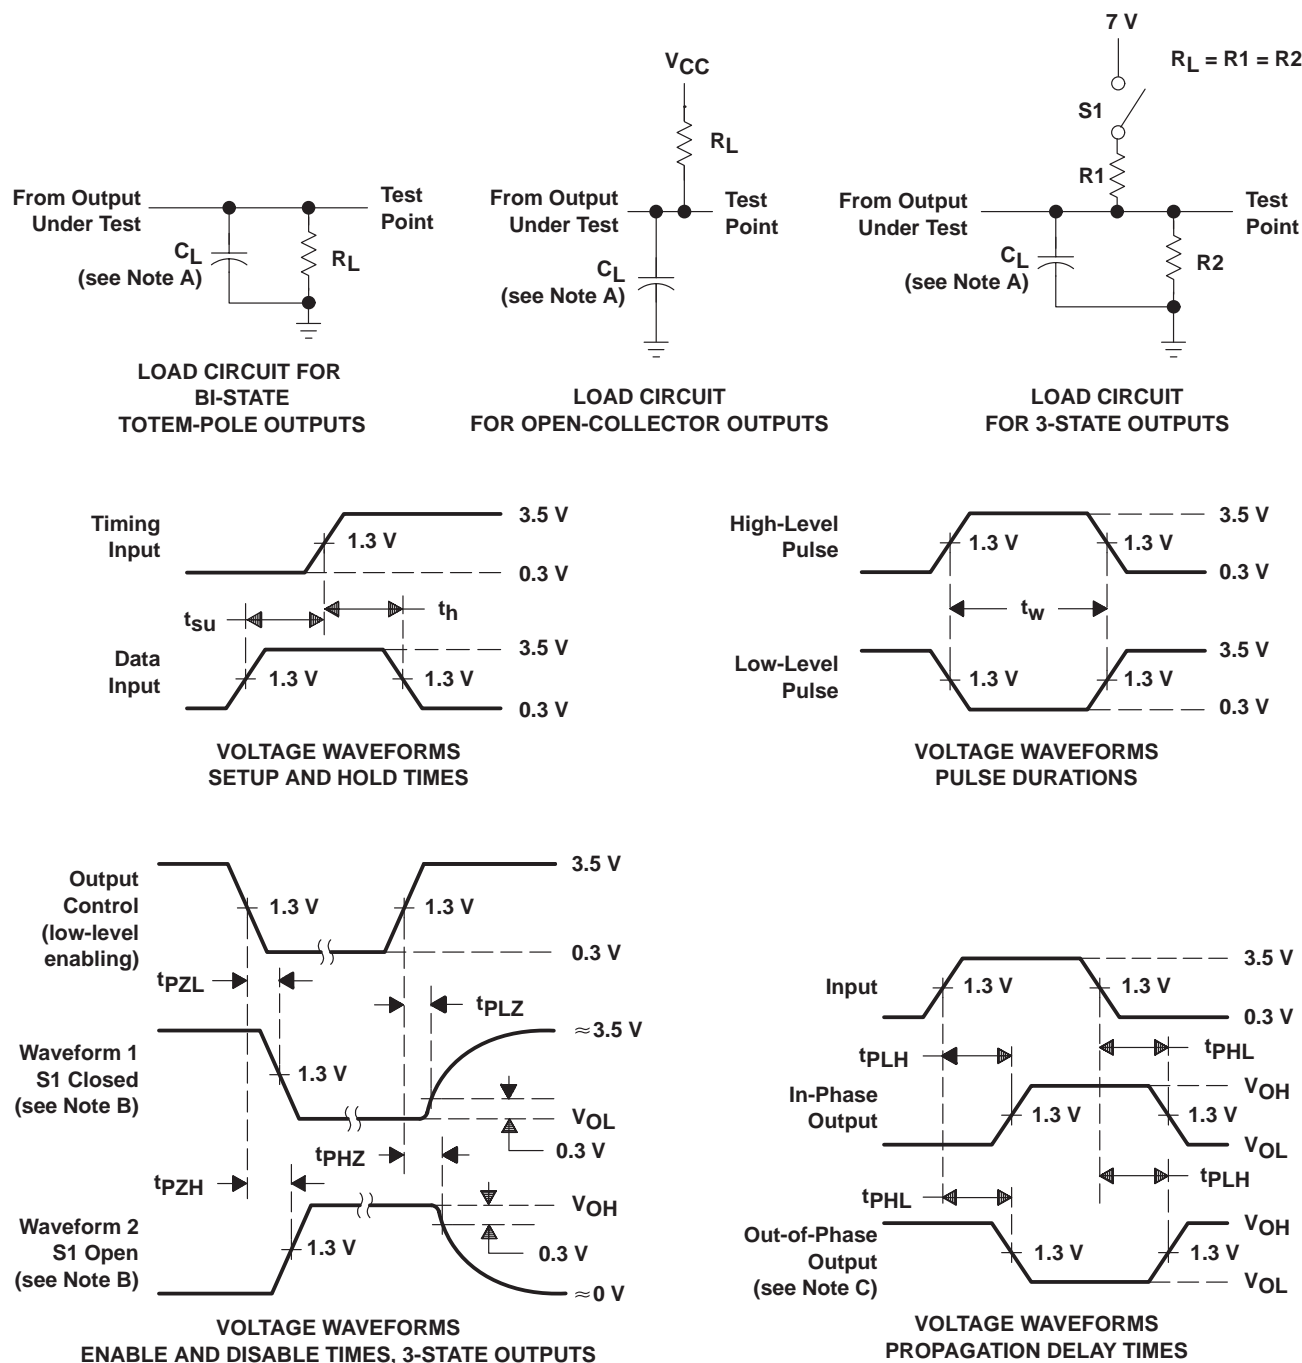 7 V
RL = R1 = R2
S1
R1
From Output
Under Test
Test
Point
CL
(see Note A)
R2
LOAD CIRCUIT
FOR 3-STATE OUTPUTS
VCC
RL
From Output
Under Test
Test
Point
CL
(see Note A)
LOAD CIRCUIT
FOR OPEN-COLLECTOR OUTPUTS
From Output
Under Test
Test
Point
CL
(see Note A)
RL
LOAD CIRCUIT FOR
BI-STATE
TOTEM-POLE OUTPUTS
Timing
Input
1.3 V
3.5 V
0.3 V
tsu
th
Data
Input
1.3 V
1.3 V
3.5 V
0.3 V
VOLTAGE WAVEFORMS
SETUP AND HOLD TIMES
High-Level
Pulse
1.3 V
1.3 V
3.5 V
0.3 V
tw
Low-Level
Pulse
1.3 V
1.3 V
3.5 V
0.3 V
VOLTAGE WAVEFORMS
PULSE DURATIONS
Output
Control
(low-level
enabling)
1.3 V
1.3 V
3.5 V
0.3 V
tPZL
tPLZ
Waveform 1
S1 Closed
(see Note B)
1.3 V
≈3.5 V
VOL
0.3 V
tPHZ
tPZH
Waveform 2
S1 Open
(see Note B)
1.3 V
VOH
0.3 V
≈0 V
VOLTAGE WAVEFORMS
ENABLE AND DISABLE TIMES, 3-STATE OUTPUTS
Input
1.3 V
1.3 V
3.5 V
0.3 V
tPLH
tPHL
In-Phase
Output
1.3 V
1.3 V
VOH
VOL
tPHL
tPLH
Out-of-Phase
Output
(see Note C)
1.3 V
1.3 V
VOH
VOL
VOLTAGE WAVEFORMS
PROPAGATION DELAY TIMES